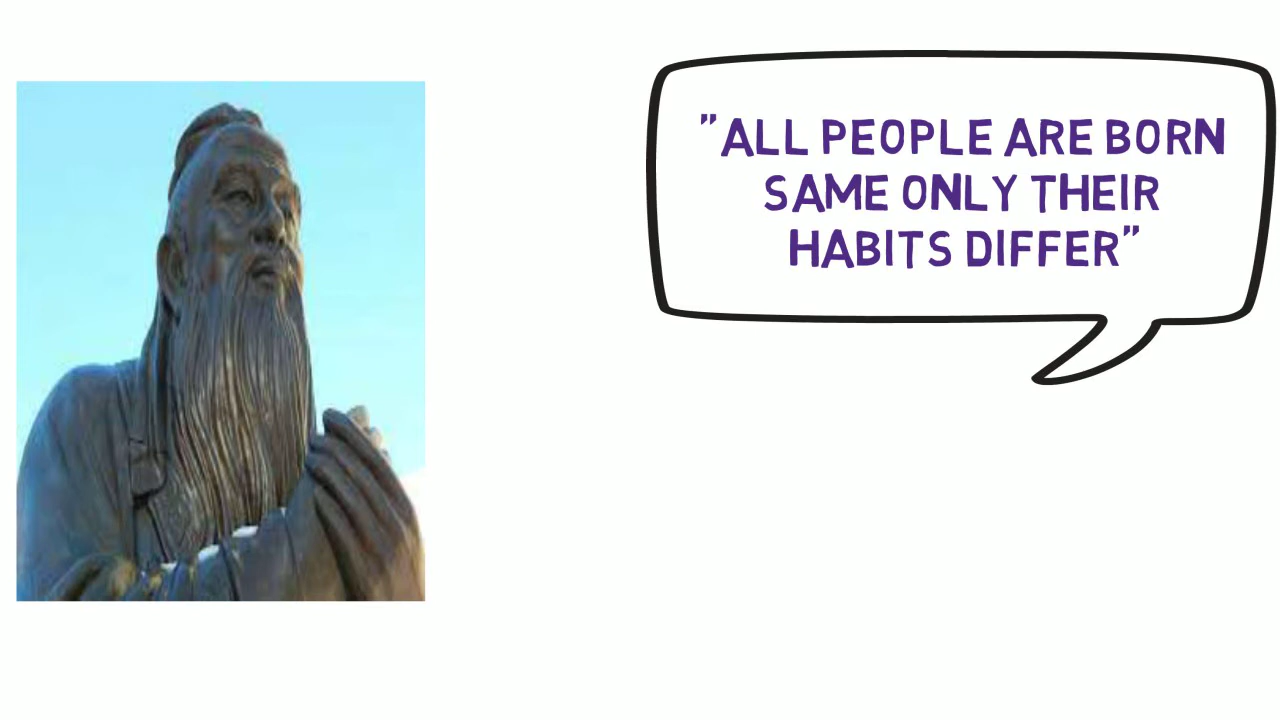 "ALL PEOPLE ARE BORN
SAME ONLY THEIR
HABITS DIFFER"